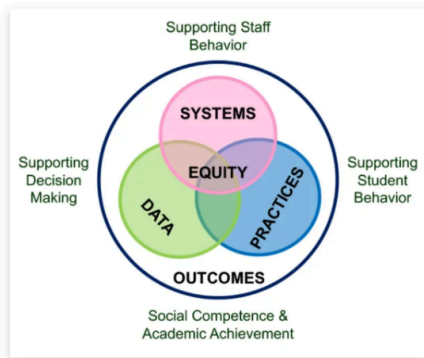 Supporting Staff
Behavior
SYSTEMS
Supporting
Decision
Making
EQUITY
Supporting
Student
Behavior
DATA
PRACTICES
OUTCOMES
Social Competence &
Academic Achievement